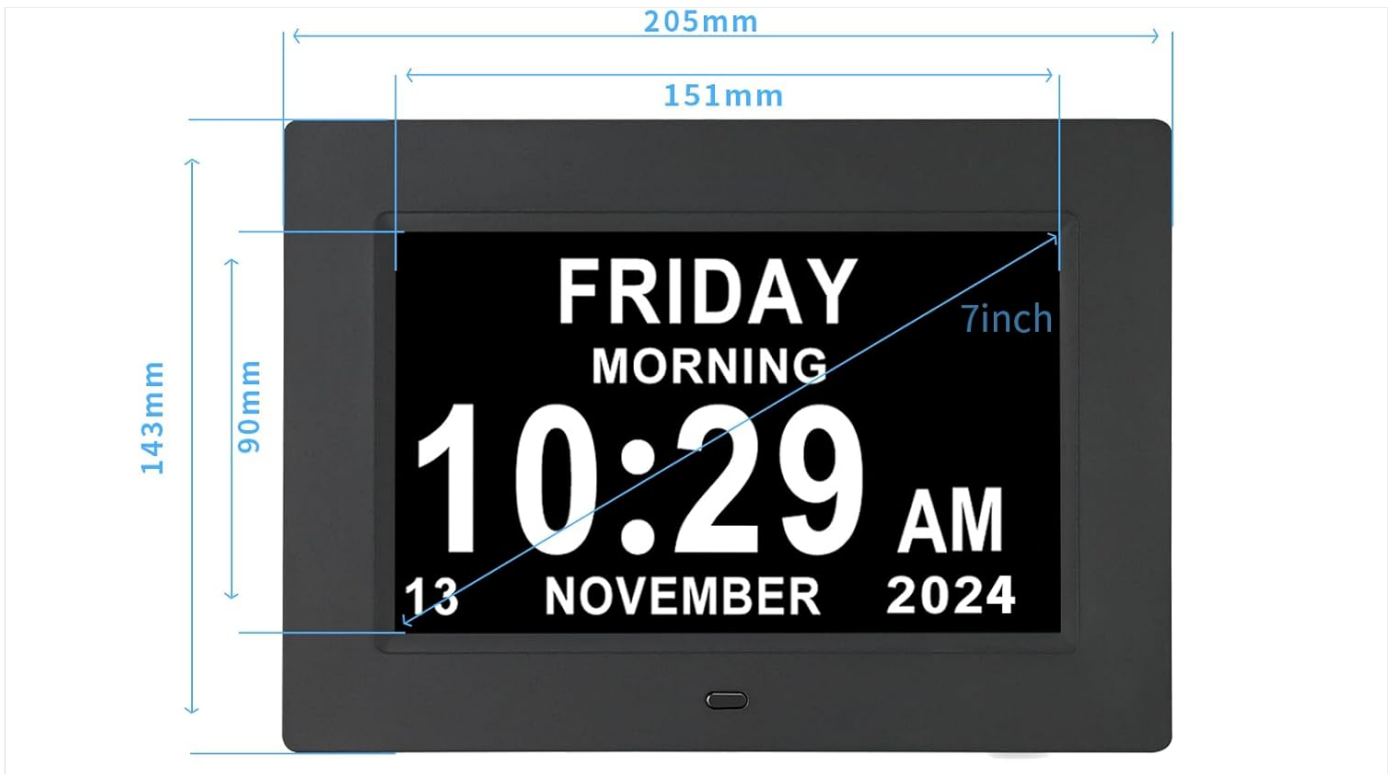 205mm
151mm
143mm
90mm
7inch
FRIDAY
MORNING
10:29 AM
13 NOVEMBER 2024